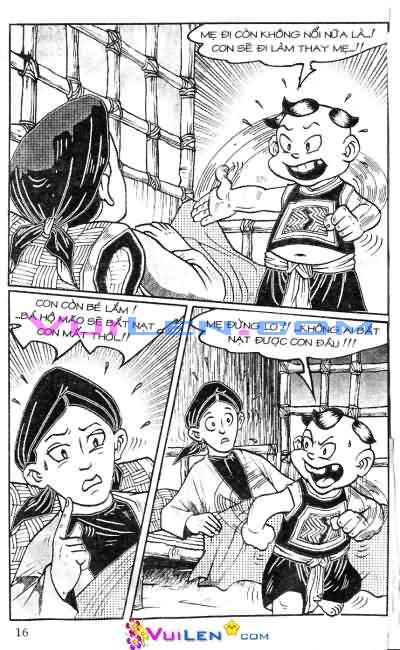 MẸ ĐI CÒN KHÔNG NỔI NỮA LÀ...!
CON SẼ ĐI LÀM THAY MẸ...!!
CON CÒN BÉ LẮM !
...BÁ HỘ MÃO SẼ BẮT NẠT
CON MẤT THÔI...!!
MẸ ĐỪNG LO !! ...KHÔNG AI BẮT
NẠT ĐƯỢC CON ĐÂU !!!
VUILEN.COM
16
VUILEN.COM